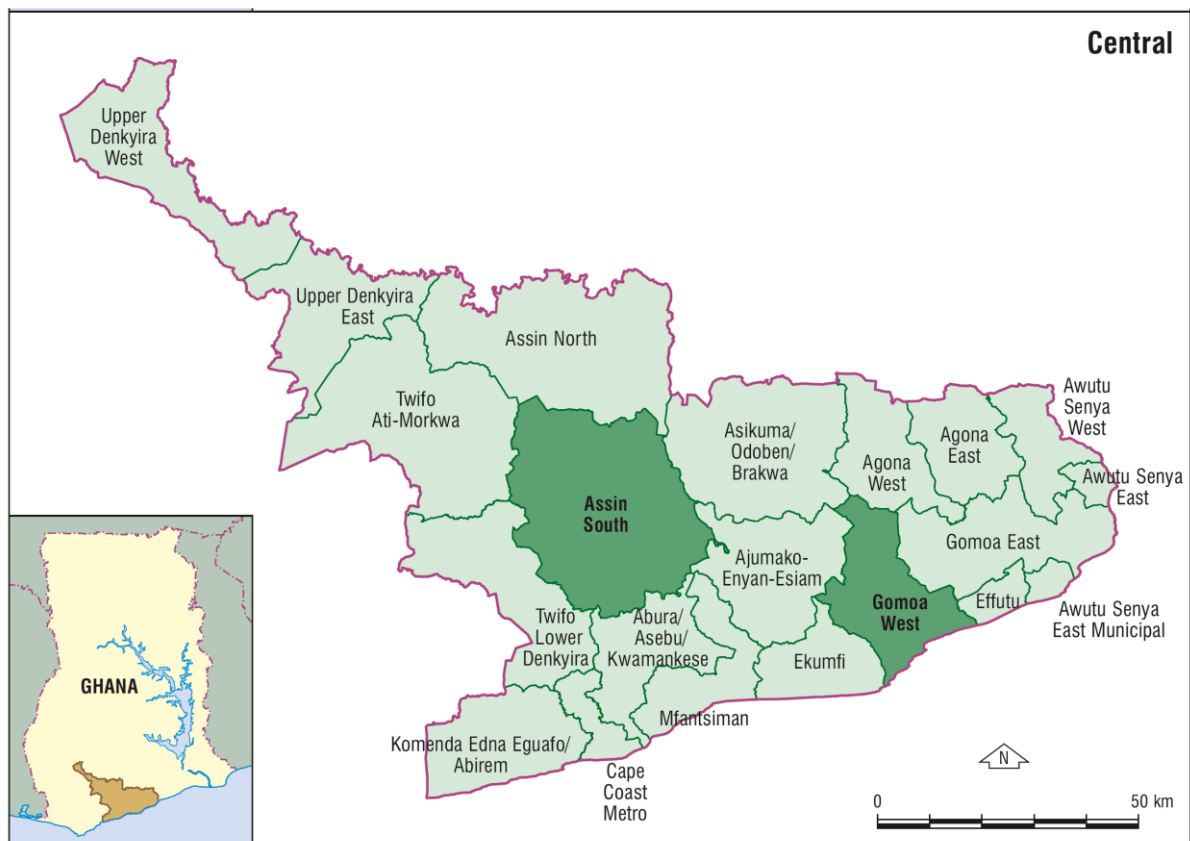 Central
Upper
Denkyira
West
Upper Denkyira
East
Assin North
Twifo
Ati-Morkwa
Awutu
Senya
West
Asikuma/
Odoben/
Brakwa
Agona
East
Agona
West
Awutu Senya
East
Assin
South
Gomoa East
Ajumako-
Enyan-Esiam
Gomoa
West
Effutu
Awutu Senya
East Municipal
Twifo
Lower
Denkyira
Abura/
Asebu/
Kwamankese
Ekumfi
Mfantsiman
Komenda Edna Eguafo/
Abirem
Cape
Coast
Metro
GHANA
N
0 50 km